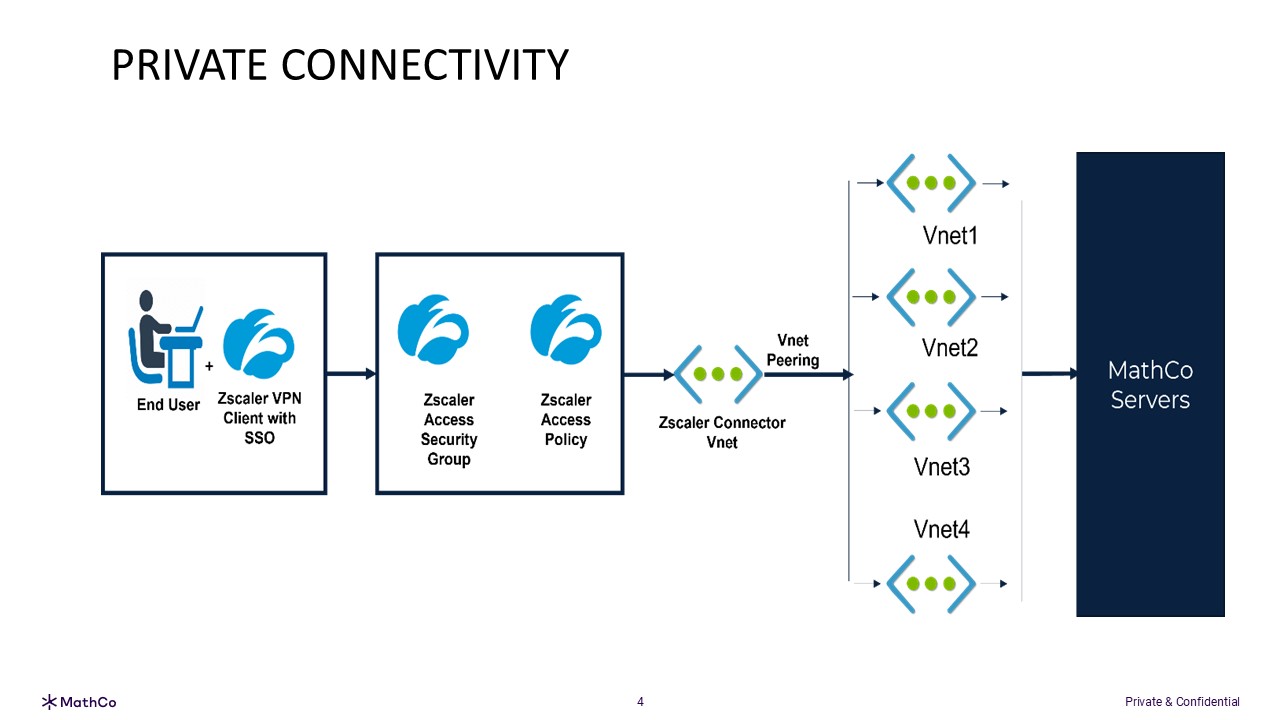 PRIVATE CONNECTIVITY
+
End User
Zscaler VPN
Client with
SSO
Zscaler
Access
Security
Group
Zscaler
Access
Policy
Zscaler Connector
Vnet
Vnet
Peering
Vnet1
Vnet2
Vnet3
Vnet4
MathCo
Servers
MathCo
4
Private & Confidential